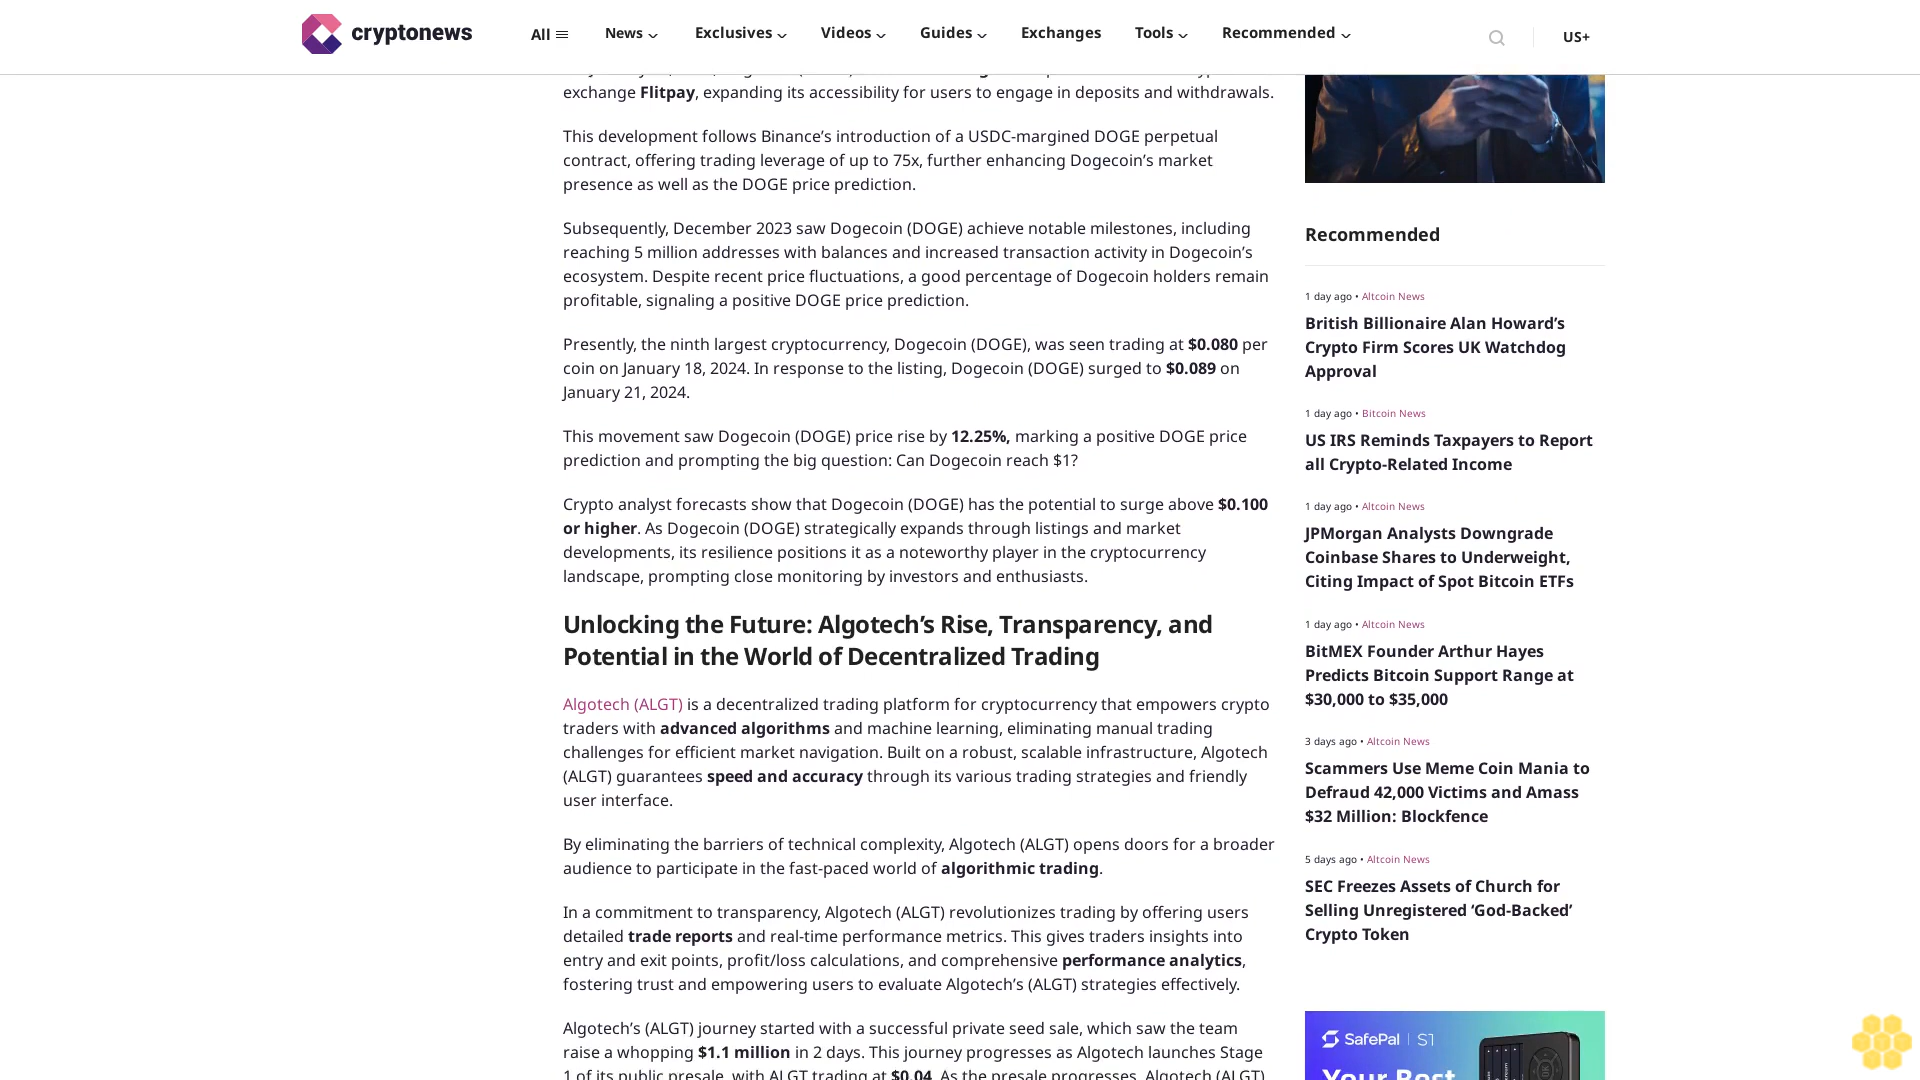 cryptonews
All
News
Exclusives
Videos
Guides
Exchanges
Tools
Recommended
US+
exchange Flitpay, expanding its accessibility for users to engage in deposits and withdrawals.
This development follows Binance’s introduction of a USDC-margined DOGE perpetual
contract, offering trading leverage of up to 75x, further enhancing Dogecoin’s market
presence as well as the DOGE price prediction.
Subsequently, December 2023 saw Dogecoin (DOGE) achieve notable milestones, including
reaching 5 million addresses with balances and increased transaction activity in Dogecoin’s
ecosystem. Despite recent price fluctuations, a good percentage of Dogecoin holders remain
profitable, signaling a positive DOGE price prediction.
Presently, the ninth largest cryptocurrency, Dogecoin (DOGE), was seen trading at $0.080 per
coin on January 18, 2024. In response to the listing, Dogecoin (DOGE) surged to $0.089 on
January 21, 2024.
This movement saw Dogecoin (DOGE) price rise by 12.25%, marking a positive DOGE price
prediction and prompting the big question: Can Dogecoin reach $1?
Crypto analyst forecasts show that Dogecoin (DOGE) has the potential to surge above $0.100
or higher. As Dogecoin (DOGE) strategically expands through listings and market
developments, its resilience positions it as a noteworthy player in the cryptocurrency
landscape, prompting close monitoring by investors and enthusiasts.
Unlocking the Future: Algotech’s Rise, Transparency, and
Potential in the World of Decentralized Trading
Algotech (ALGT) is a decentralized trading platform for cryptocurrency that empowers crypto
traders with advanced algorithms and machine learning, eliminating manual trading
challenges for efficient market navigation. Built on a robust, scalable infrastructure, Algotech
(ALGT) guarantees speed and accuracy through its various trading strategies and friendly
user interface.
By eliminating the barriers of technical complexity, Algotech (ALGT) opens doors for a broader
audience to participate in the fast-paced world of algorithmic trading.
In a commitment to transparency, Algotech (ALGT) revolutionizes trading by offering users
detailed trade reports and real-time performance metrics. This gives traders insights into
entry and exit points, profit/loss calculations, and comprehensive performance analytics,
fostering trust and empowering users to evaluate Algotech’s (ALGT) strategies effectively.
Algotech’s (ALGT) journey started with a successful private seed sale, which saw the team
raise a whopping $1.1 million in 2 days. This journey progresses as Algotech launches Stage
1 of its public presale, with ALGT trading at $0.04. As the presale progresses, Algotech (ALGT)
Recommended
1 day ago • Altcoin News
British Billionaire Alan Howard’s
Crypto Firm Scores UK Watchdog
Approval
1 day ago • Bitcoin News
US IRS Reminds Taxpayers to Report
all Crypto-Related Income
1 day ago • Altcoin News
JPMorgan Analysts Downgrade
Coinbase Shares to Underweight,
Citing Impact of Spot Bitcoin ETFs
1 day ago • Altcoin News
BitMEX Founder Arthur Hayes
Predicts Bitcoin Support Range at
$30,000 to $35,000
3 days ago • Altcoin News
Scammers Use Meme Coin Mania to
Defraud 42,000 Victims and Amass
$32 Million: Blockfence
5 days ago • Altcoin News
SEC Freezes Assets of Church for
Selling Unregistered ‘God-Backed’
Crypto Token
SafePal | S1
Your Best